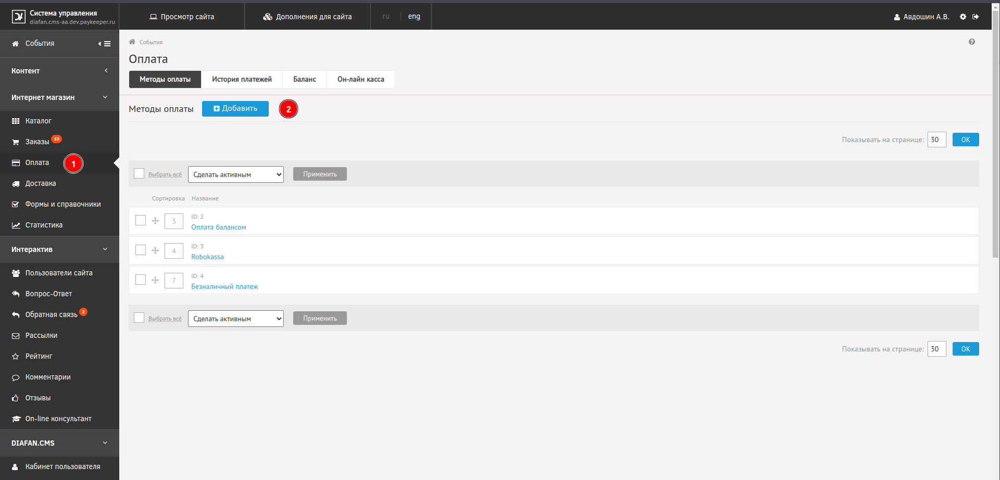 Система управления
diafan.cms-aa.dev.paykeeper.ru
Просмотр сайта
Дополнения для сайта
ru
eng
Авдошин А.В.
События
Контент
Интернет магазин
Каталог
Заказы 33
Оплата 1
Доставка
Формы и справочники
Статистика
Интерактив
Пользователи сайта
Вопрос-Ответ
Обратная связь 2
Рассылки
Рейтинг
Комментарии
Отзывы
On-line консультант
DIAFAN.CMS
Кабинет пользователя
События
?
Оплата
Методы оплаты
История платежей
Баланс
Он-лайн касса
Методы оплаты
Добавить
2
Показывать на странице: 30 ОК
Выбрать всё
Сделать активным
Применить
Сортировка
Название
3
ID: 2
Оплата балансом
4
ID: 3
Robokassa
7
ID: 4
Безналичный платеж
Выбрать всё
Сделать активным
Применить
Показывать на странице: 30 ОК